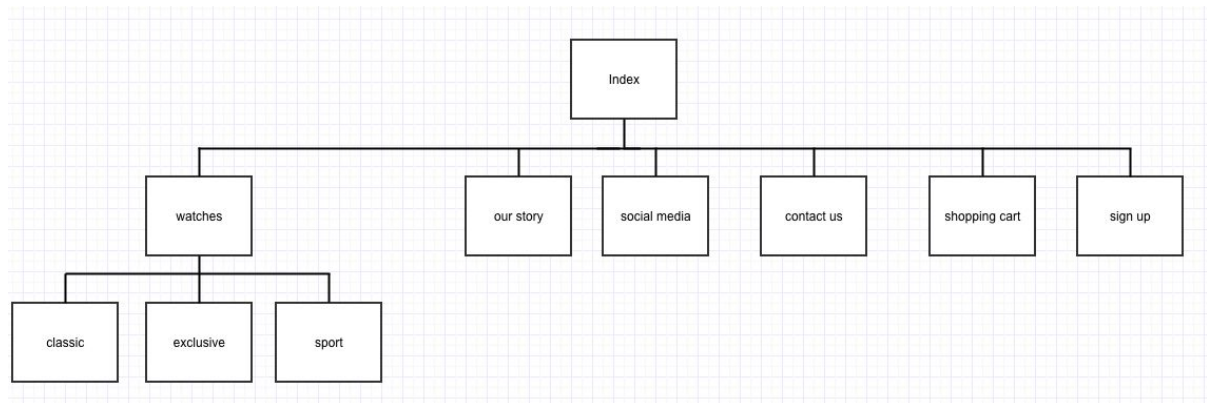 Index
watches
our story
social media
contact us
shopping cart
sign up
classic
exclusive
sport